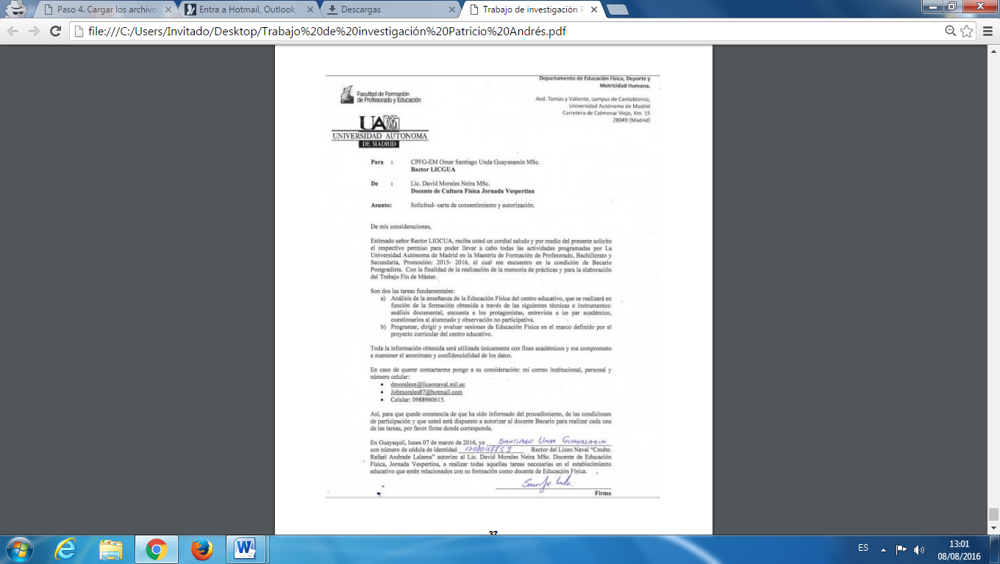 Paso 4. Cargar los archivo
Entra a Hotmail, Outlook,
Descargas
Trabajo de investigación P
file:///C:/Users/Invitado/Desktop/Trabajo%20de%20investigación%20Patricio%20Andrés.pdf
Departamento de Educación Física, Deporte y
Motricidad Humana.
Facultad de Formación
de Profesorado y Educación
Avd. Tomás y Valiente, campus de Cantoblanco,
Universidad Autónoma de Madrid
Carretera de Colmenar Viejo, Km. 15
28049 (Madrid)
UAM
UNIVERSIDAD AUTONOMA
DE MADRID
Para : CPFG-EM Omar Santiago Unda Guayasamín MSc.
Rector LICGUA
De : Lic. David Morales Neira MSc.
Docente de Cultura Física Jornada Vespertina
Asunto: Solicitud- carta de consentimiento y autorización.
De mis consideraciones,
Estimado señor Rector LIGCUA, reciba usted un cordial saludo y por medio del presente solicito
el respectivo permiso para poder llevar a cabo todas las actividades programadas por La
Universidad Autónoma de Madrid en la Maestría de Formación de Profesorado, Bachillerato y
Secundaria, Promoción: 2015- 2016, el cual me encuentro en la condición de Becario
Postgradista. Con la finalidad de la realización de la memoria de prácticas y para la elaboración
del Trabajo Fin de Máster.
Son dos las tareas fundamentales:
a) Análisis de la enseñanza de la Educación Física del centro educativo, que se realizará en
función de la formación obtenida a través de las siguientes técnicas e instrumentos:
análisis documental, encuesta a los protagonistas, entrevista a un par académico,
cuestionarios al alumnado y observación no participativa.
b) Programar, dirigir y evaluar sesiones de Educación Física en el marco definido por el
proyecto curricular del centro educativo.
Toda la información obtenida será utilizada únicamente con fines académicos y me comprometo
a mantener el anonimato y confidencialidad de los datos.
En caso de querer contactarme pongo a su consideración: mi correo institucional, personal y
número celular:
• dmoralesn@liceonaval.mil.ec
• Jobmorales87@hotmail.com
• Celular: 0988960615.
Así, para que quede constancia de que ha sido informado del procedimiento, de las condiciones
de participación y que usted está dispuesto a autorizar al docente Becario para realizar cada una
de las tareas, por favor firme donde corresponda.
En Guayaquil, lunes 07 de marzo de 2016, yo SANTIAGO UNDA GUAYASAMIN
con número de cédula de identidad 1708048853 Rector del Liceo Naval "Cmdte.
Rafael Andrade Lalama" autorizo al Lic. David Morales Neira MSc. Docente de Educación
Física, Jornada Vespertina, a realizar todas aquellas tareas necesarias en el establecimiento
educativo que estén relacionados con su formación como docente de Educación Física.
Firma
37
ES
13:01
08/08/2016